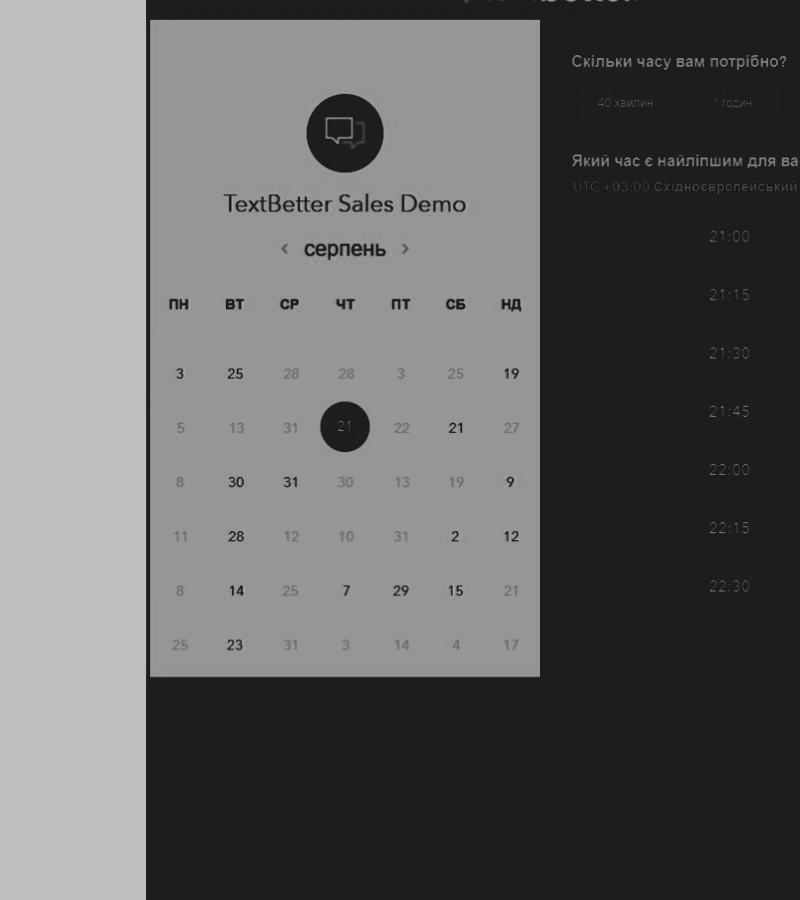 TextBetter Sales Demo
серпень
ПН ВТ СР ЧТ ПТ СБ НД
3 25 28 28 3 25 19
5 13 31 21 22 21 27
8 30 31 30 13 19 9
11 28 12 10 31 2 12
8 14 25 7 29 15 21
25 23 31 3 14 4 17
Скільки часу вам потрібно?
40 хвилин 1 годин
Який час є найліпшим для ва
UTC +03:00 Східноєвропейський
21:00
21:15
21:30
21:45
22:00
22:15
22:30